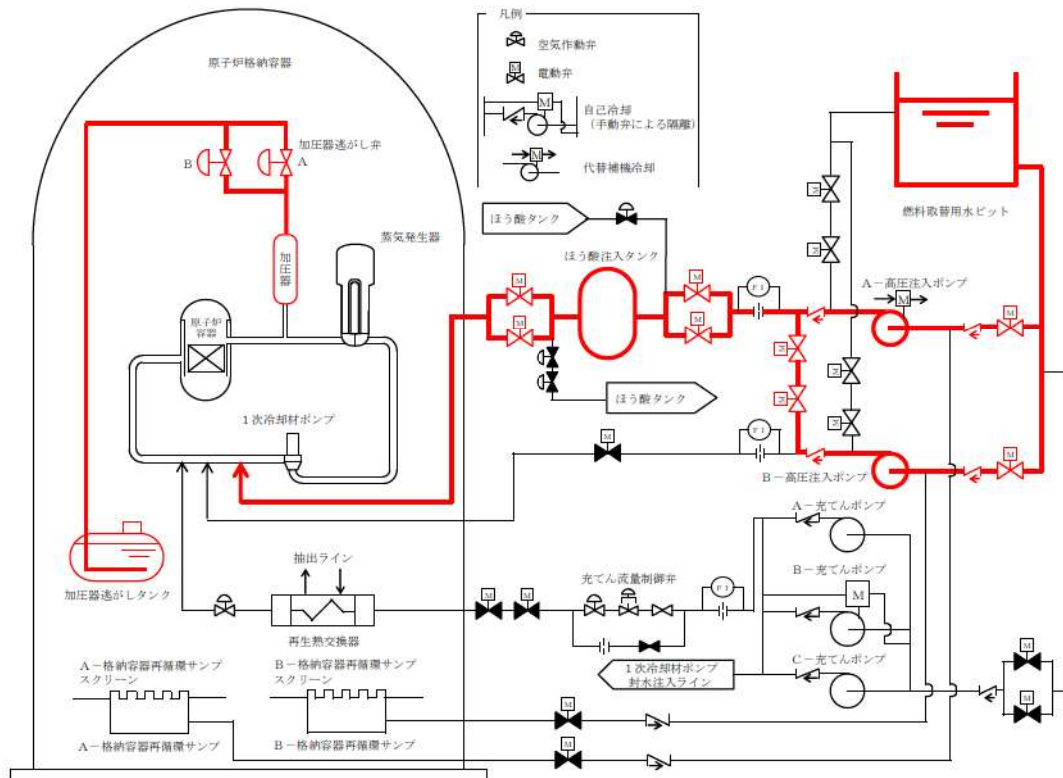 凡例
空気作動弁
M
電動弁
M
自己冷却
(手動弁による隔離)
M
代替補機冷却
原子炉格納容器
加圧器逃がし弁
B
A
加圧器
蒸気発生器
原子炉
容器
1次冷却材ポンプ
加圧器逃がしタンク
ほう酸タンク
ほう酸注入タンク
M
M
M
M
FI
M
M
燃料取替用水ピット
A-高圧注入ポンプ
M
M
M
M
M
M
ほう酸タンク
M
FI
B-高圧注入ポンプ
M
A-充てんポンプ
B-充てんポンプ
M
C-充てんポンプ
抽出ライン
再生熱交換器
M
M
充てん流量制御弁
FI
1次冷却材ポンプ
封水注入ライン
M
M
A-格納容器再循環サンプ
スクリーン
B-格納容器再循環サンプ
スクリーン
M
M
A-格納容器再循環サンプ
B-格納容器再循環サンプ